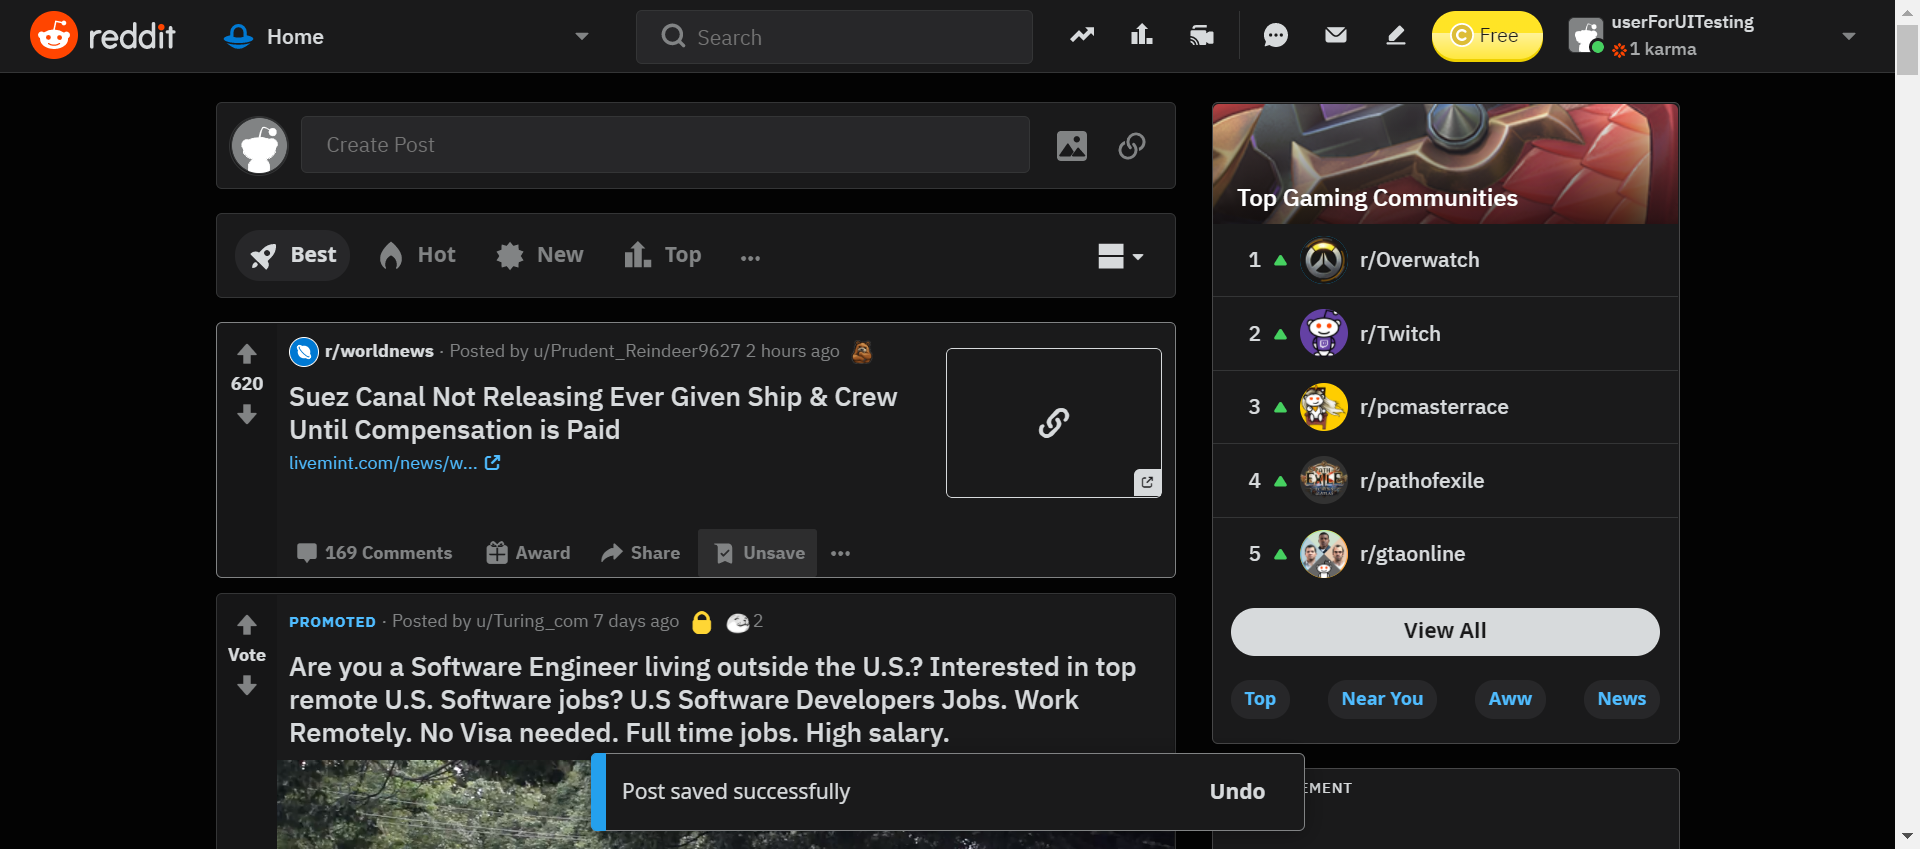 reddit
Home
Search
Free
userForUITesting
1 karma
Create Post
Best
Hot
New
Top
r/worldnews · Posted by u/Prudent_Reindeer9627 2 hours ago
620
Suez Canal Not Releasing Ever Given Ship & Crew
Until Compensation is Paid
livemint.com/news/w...
169 Comments
Award
Share
Unsave
PROMOTED · Posted by u/Turing_com 7 days ago
2
Vote
Are you a Software Engineer living outside the U.S.? Interested in top
remote U.S. Software jobs? U.S Software Developers Jobs. Work
Remotely. No Visa needed. Full time jobs. High salary.
Post saved successfully
Undo
Top Gaming Communities
1 r/Overwatch
2 r/Twitch
3 r/pcmasterrace
4 r/pathofexile
5 r/gtaonline
View All
Top
Near You
Aww
News
EMENT